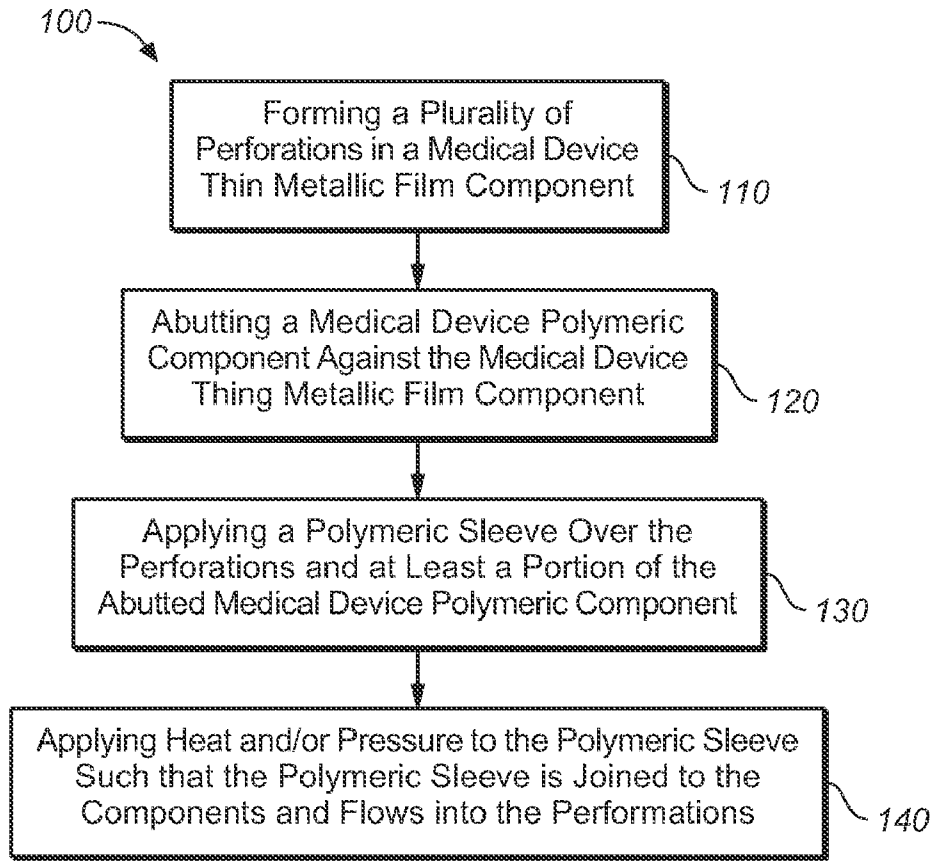 100
Forming a Plurality of
Perforations in a Medical Device
Thin Metallic Film Component
110
Abutting a Medical Device Polymeric
Component Against the Medical Device
Thing Metallic Film Component
120
Applying a Polymeric Sleeve Over the
Perforations and at Least a Portion of the
Abutted Medical Device Polymeric Component
130
Applying Heat and/or Pressure to the Polymeric Sleeve
Such that the Polymeric Sleeve is Joined to the
Components and Flows into the Performations
140